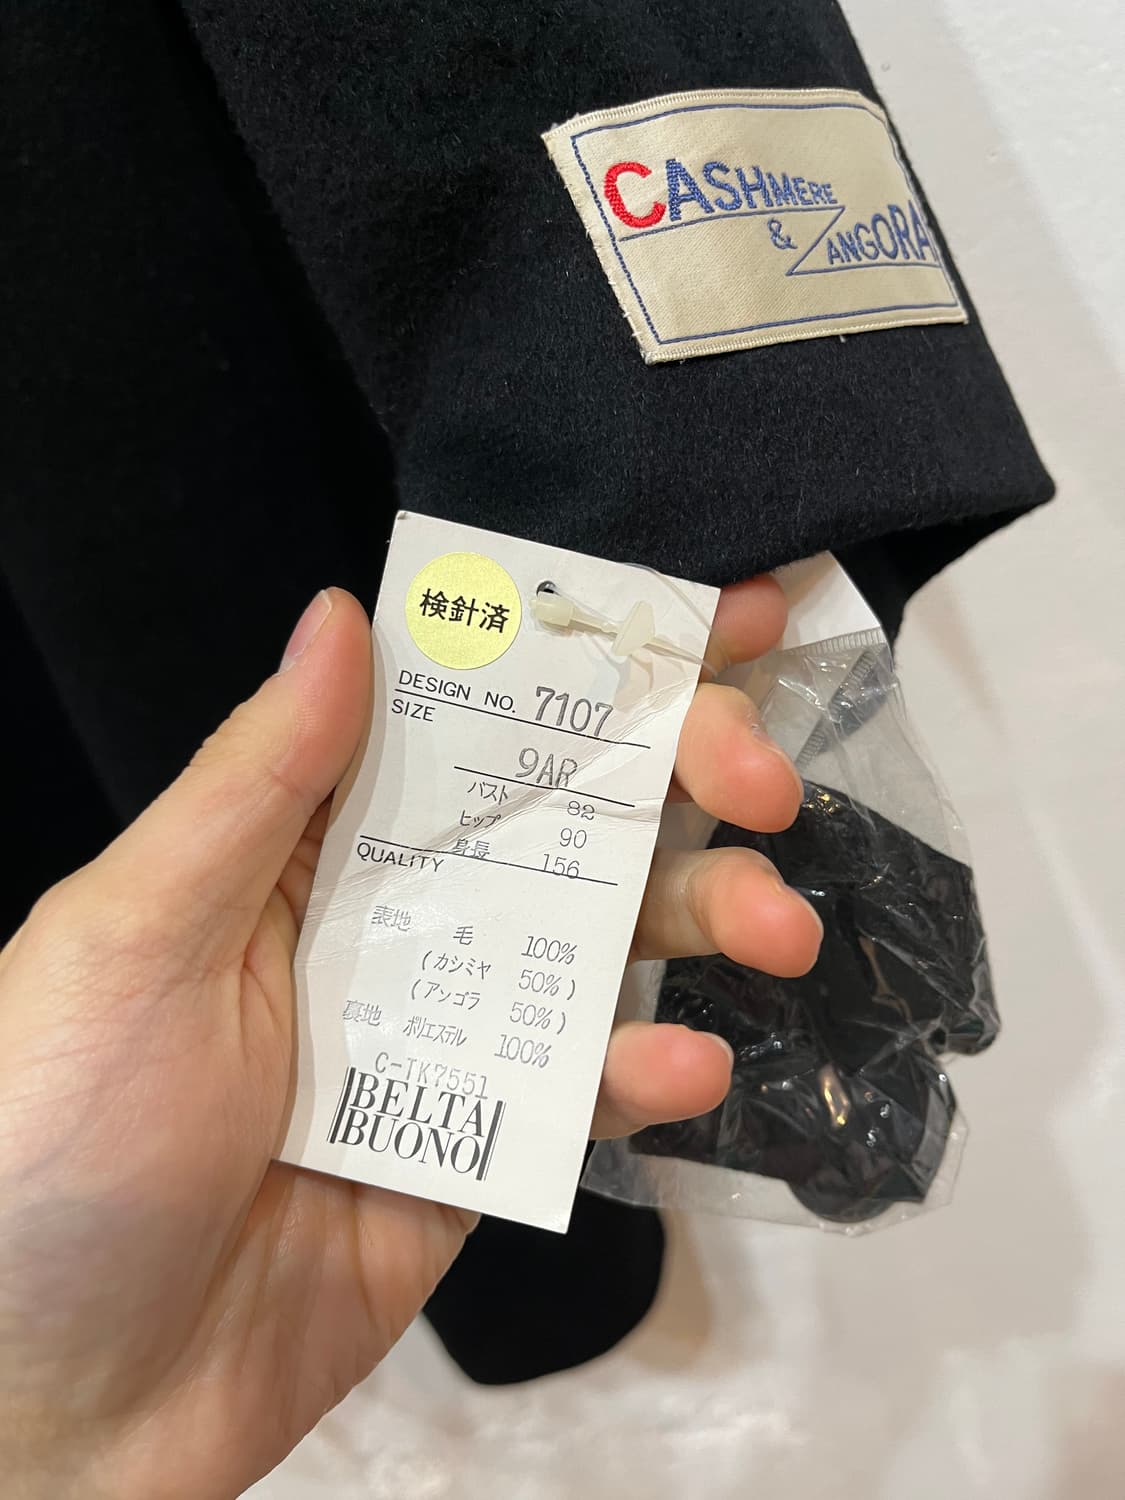 CASHMERE
& ANGORA
検針済
DESIGN NO. 7107
SIZE
9AR
バスト 82
ヒップ 90
身長 156
QUALITY
表地
毛 100%
(カシミヤ 50%)
(アンゴラ 50%)
裏地 ポリエステル 100%
C-TK7551
BELTA
BUONO